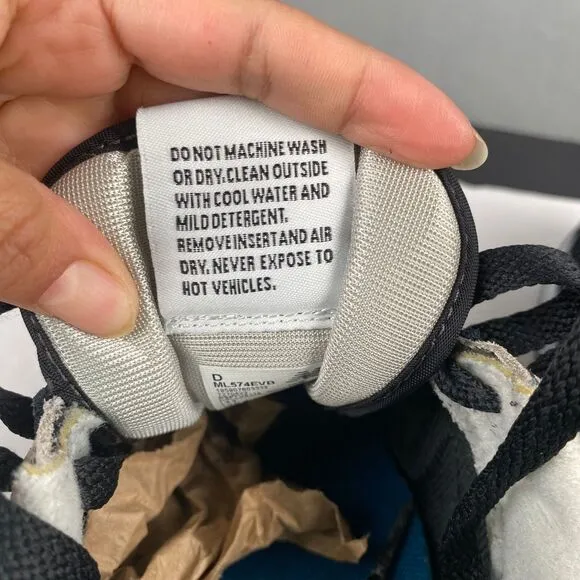 DO NOT MACHINE WASH
OR DRY. CLEAN OUTSIDE
WITH COOL WATER AND
MILD DETERGENT.
REMOVE INSERT AND AIR
DRY. NEVER EXPOSE TO
HOT VEHICLES.
D
ML574EVB